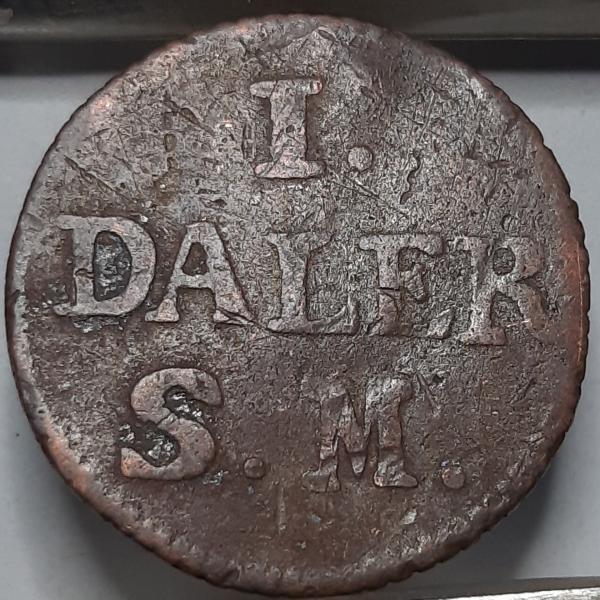 I.
DALER
S. M.